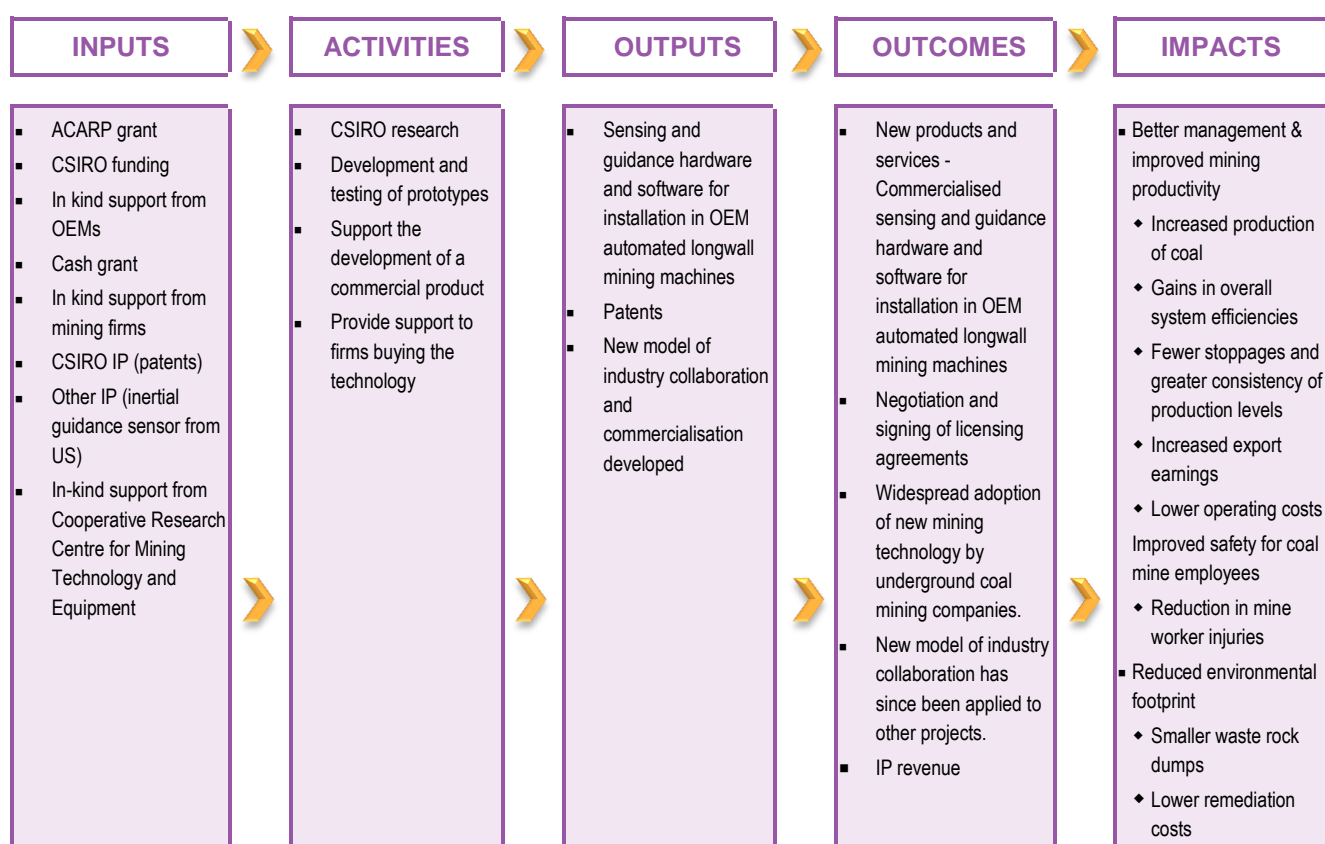 INPUTS
ACTIVITIES
OUTPUTS
OUTCOMES
IMPACTS
▪ ACARP grant
▪ CSIRO funding
▪ In kind support from
OEMs
▪ Cash grant
▪ In kind support from
mining firms
▪ CSIRO IP (patents)
▪ Other IP (inertial
guidance sensor from
US)
▪ In-kind support from
Cooperative Research
Centre for Mining
Technology and
Equipment
▪ CSIRO research
▪ Development and
testing of prototypes
▪ Support the
development of a
commercial product
▪ Provide support to
firms buying the
technology
▪ Sensing and
guidance hardware
and software for
installation in OEM
automated longwall
mining machines
▪ Patents
▪ New model of
industry collaboration
and
commercialisation
developed
▪ New products and
services -
Commercialised
sensing and guidance
hardware and
software for
installation in OEM
automated longwall
mining machines
▪ Negotiation and
signing of licensing
agreements
▪ Widespread adoption
of new mining
technology by
underground coal
mining companies.
▪ New model of industry
collaboration has
since been applied to
other projects.
▪ IP revenue
▪ Better management &
improved mining
productivity
◆ Increased production
of coal
◆ Gains in overall
system efficiencies
◆ Fewer stoppages and
greater consistency of
production levels
◆ Increased export
earnings
◆ Lower operating costs
Improved safety for coal
mine employees
◆ Reduction in mine
worker injuries
▪ Reduced environmental
footprint
◆ Smaller waste rock
dumps
◆ Lower remediation
costs